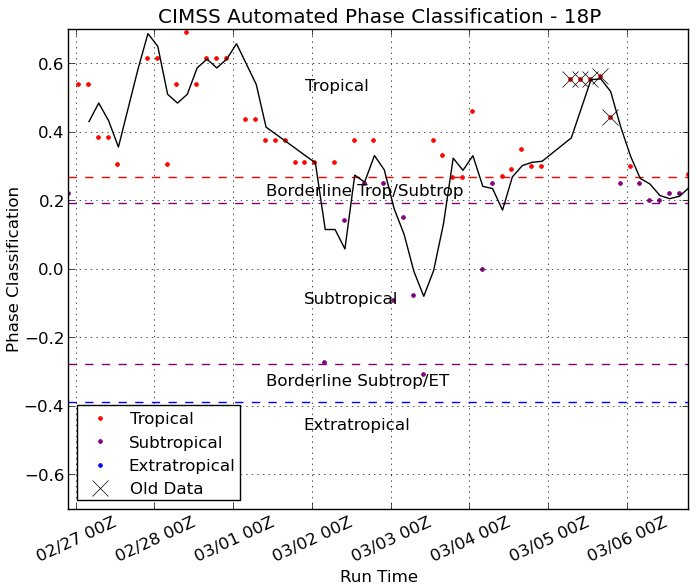 CIMSS Automated Phase Classification - 18P
Phase Classification
0.6
0.4
0.2
0.0
−0.2
−0.4
−0.6
Tropical
Borderline Trop/Subtrop
Subtropical
Borderline Subtrop/ET
Extratropical
Tropical
Subtropical
Extratropical
Old Data
02/27 00Z
02/28 00Z
03/01 00Z
03/02 00Z
03/03 00Z
03/04 00Z
03/05 00Z
03/06 00Z
Run Time